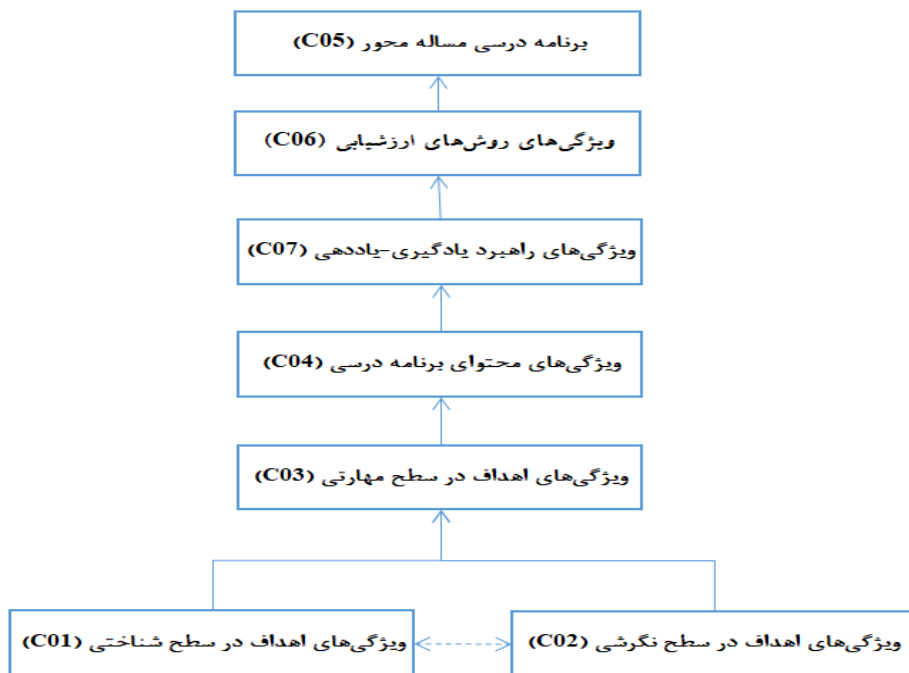 برنامه درسی مساله محور (C05)
ویژگی‌های روش‌های ارزشیابی (C06)
ویژگی‌های راهبرد یادگیری-یاددهی (C07)
ویژگی‌های محتوای برنامه درسی (C04)
ویژگی‌های اهداف در سطح مهارتی (C03)
ویژگی‌های اهداف در سطح نگرشی (C02)
ویژگی‌های اهداف در سطح شناختی (C01)